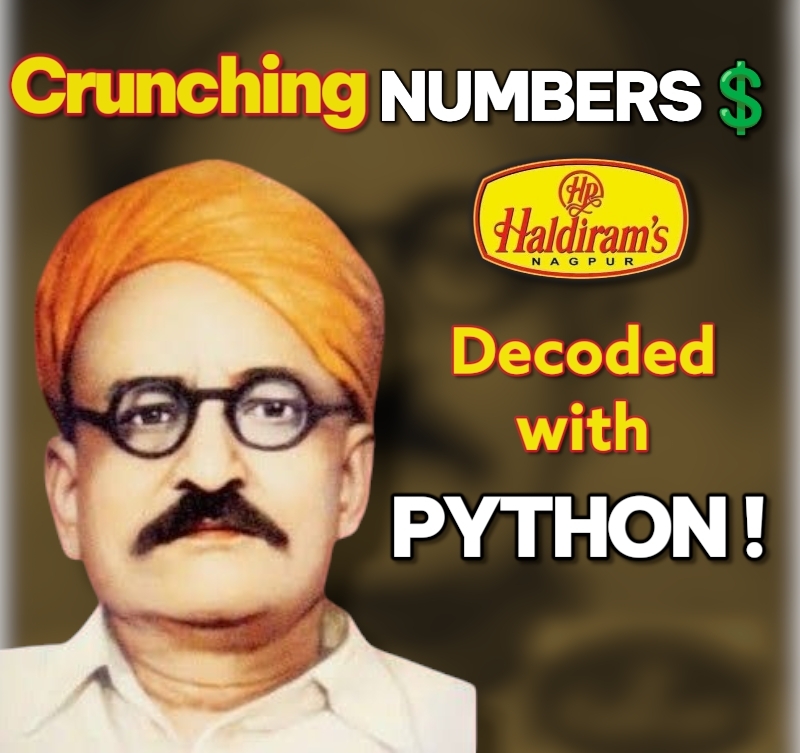 Crunching NUMBERS $
HR
Haldiram's
NAGPUR
Decoded
with
PYTHON!